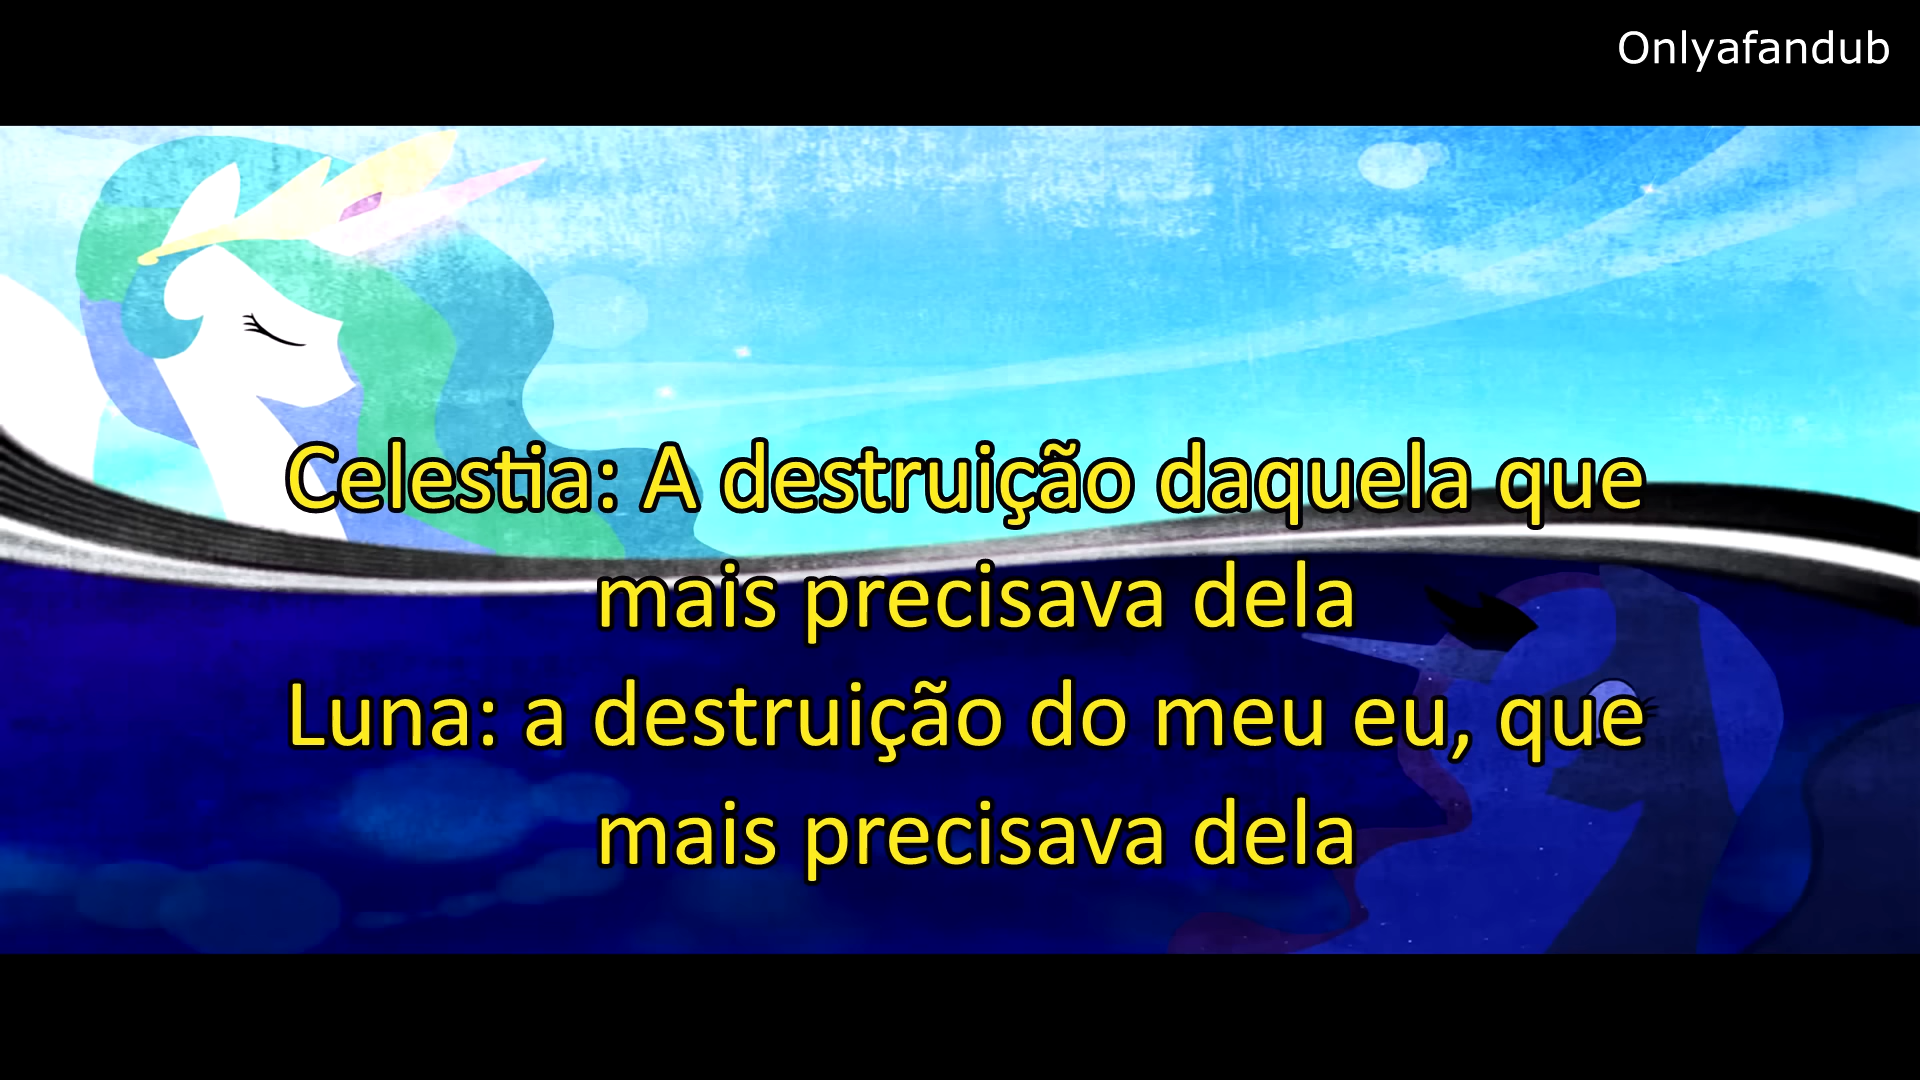 Onlyafandub
Celestia: A destruição daquela que
mais precisava dela
Luna: a destruição do meu eu, que
mais precisava dela